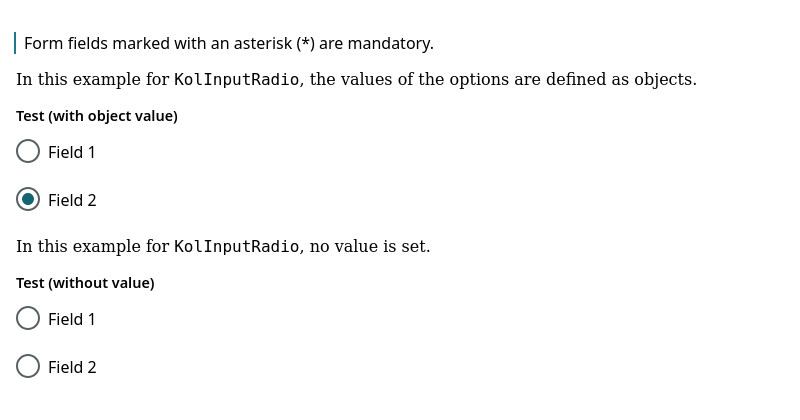 Form fields marked with an asterisk (*) are mandatory.
In this example for KolInputRadio, the values of the options are defined as objects.
Test (with object value)
Field 1
Field 2
In this example for KolInputRadio, no value is set.
Test (without value)
Field 1
Field 2